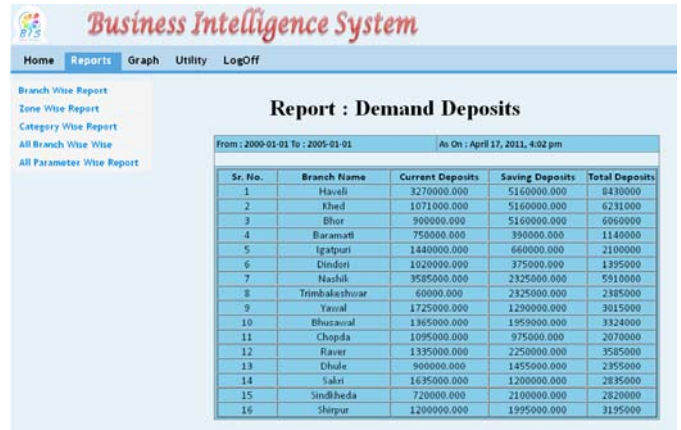 BIS
Business Intelligence System
Home Reports Graph Utility LogOff
Branch Wise Report
Zone Wise Report
Category Wise Report
All Branch Wise Wise
All Parameter Wise Report
Report : Demand Deposits
From : 2000-01-01 To : 2005-01-01 As On : April 17, 2011, 4:02 pm
Sr. No. Branch Name Current Deposits Saving Deposits Total Deposits
1 Haveli 3270000.000 5160000.000 8430000
2 Khed 1071000.000 5160000.000 6231000
3 Bhor 900000.000 5160000.000 6060000
4 Baramati 750000.000 390000.000 1140000
5 Igatpuri 1440000.000 660000.000 2100000
6 Dindori 1020000.000 375000.000 1395000
7 Nashik 3585000.000 2325000.000 5910000
8 Trimbakeshwar 60000.000 2325000.000 2385000
9 Yawal 1725000.000 1290000.000 3015000
10 Bhusawal 1365000.000 1959000.000 3324000
11 Chopda 1095000.000 975000.000 2070000
12 Raver 1335000.000 2250000.000 3585000
13 Dhule 900000.000 1455000.000 2355000
14 Sakri 1635000.000 1200000.000 2835000
15 Sindkheda 720000.000 2100000.000 2820000
16 Shirpur 1200000.000 1995000.000 3195000